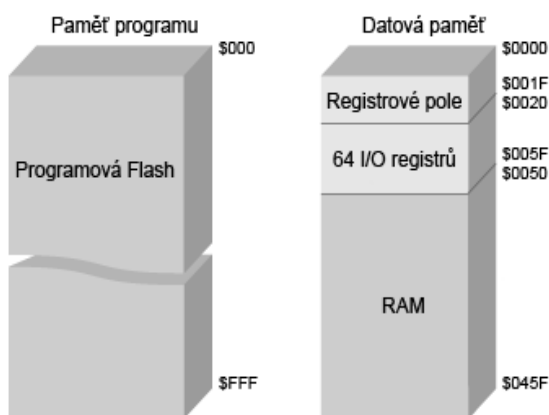 Paměť programu
$000
Programová Flash
$FFF
Datová paměť
$0000
Registrové pole
$001F
$0020
64 I/O registrů
$005F
$0050
RAM
$045F